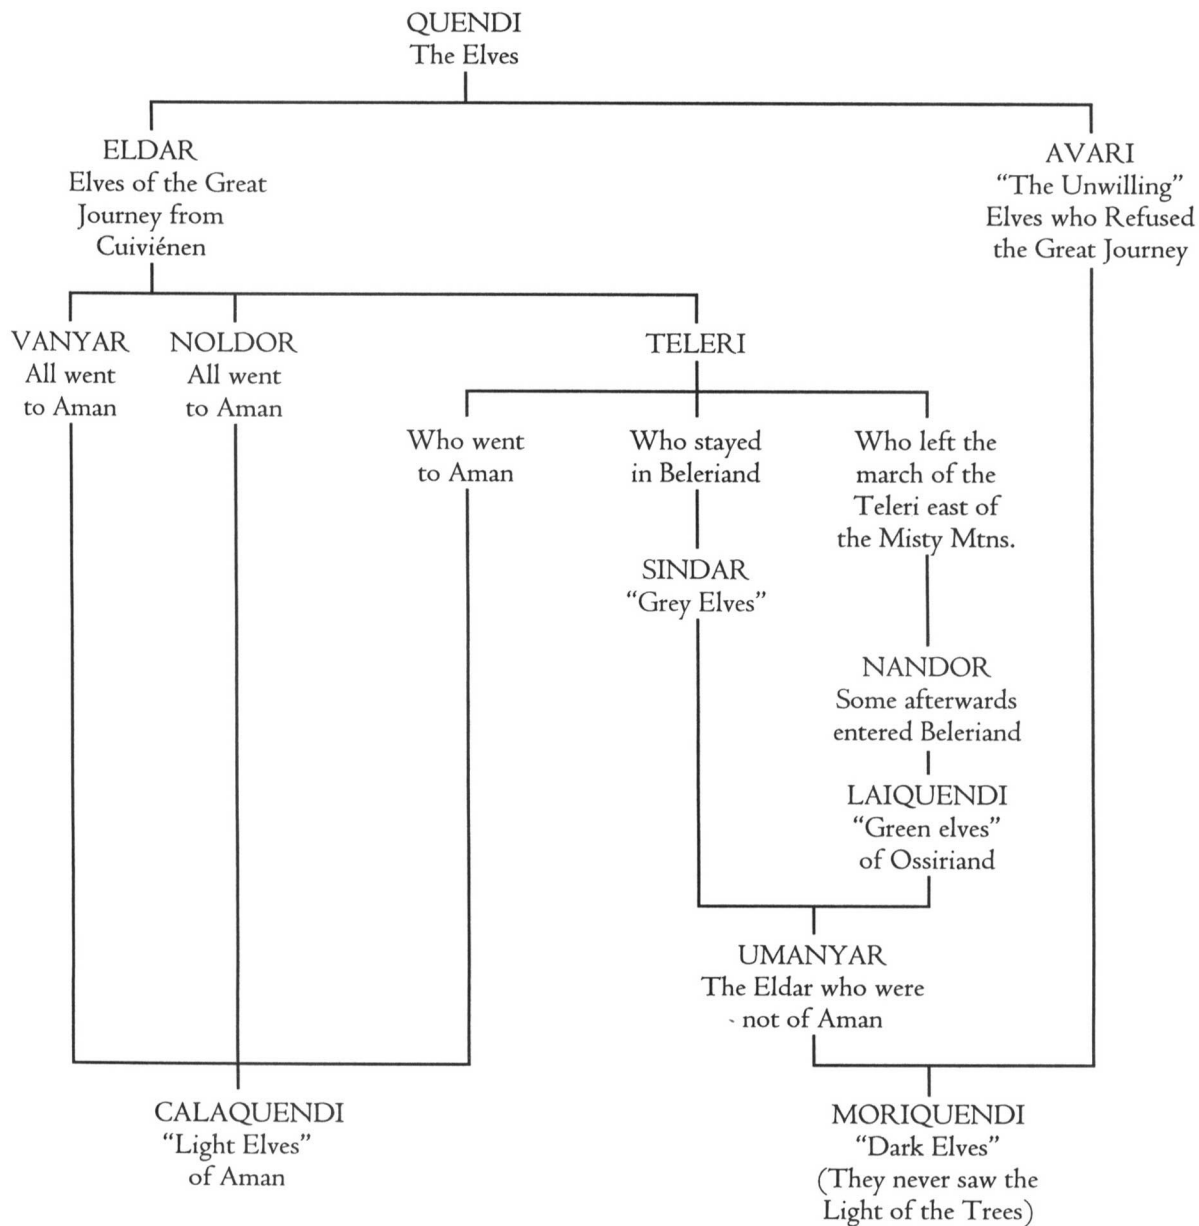 QUENDI
The Elves
ELDAR
Elves of the Great
Journey from
Cuiviénen
AVARI
“The Unwilling”
Elves who Refused
the Great Journey
VANYAR
All went
to Aman
NOLDOR
All went
to Aman
TELERI
Who went
to Aman
Who stayed
in Beleriand
Who left the
march of the
Teleri east of
the Misty Mtns.
SINDAR
“Grey Elves”
NANDOR
Some afterwards
entered Beleriand
LAIQUENDI
“Green elves”
of Ossiriand
UMANYAR
The Eldar who were
not of Aman
CALAQUENDI
“Light Elves”
of Aman
MORIQUENDI
“Dark Elves”
(They never saw the
Light of the Trees)